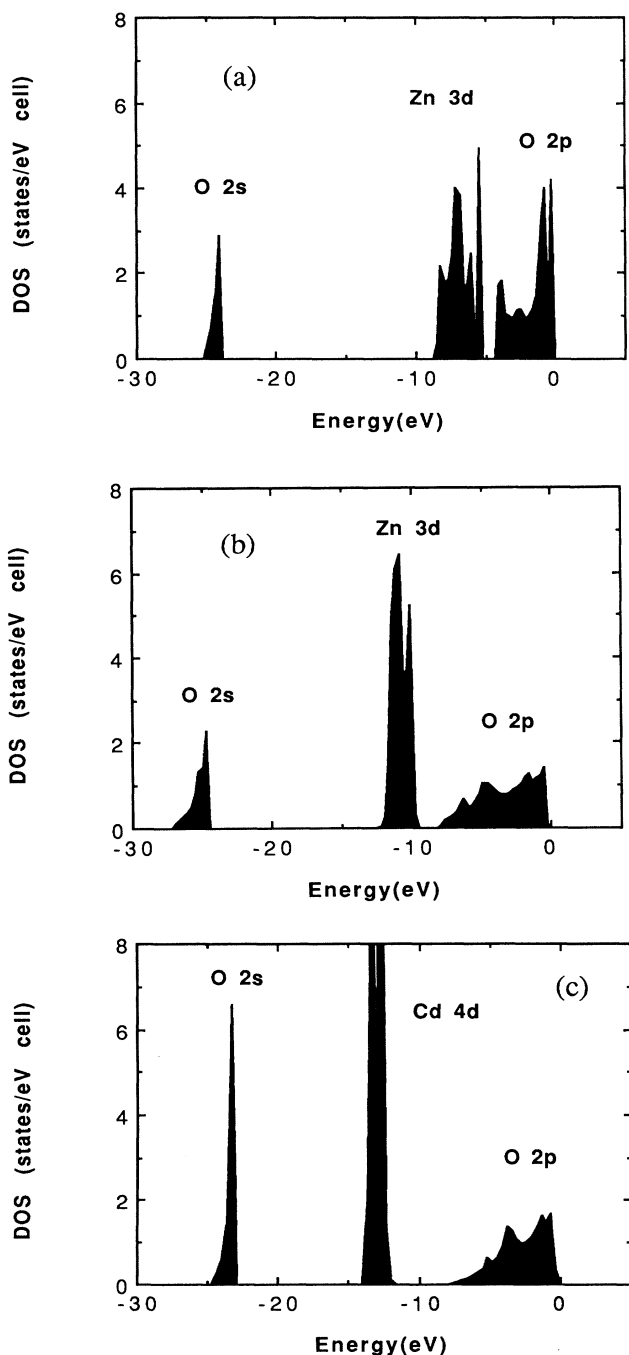 8
(a)
Zn 3d
6
O 2p
O 2s
4
2
0
-30
-20
-10
0
DOS (states/eV cell)
Energy(eV)
8
Zn 3d
(b)
6
4
O 2s
O 2p
2
0
-30
-20
-10
0
DOS (states/eV cell)
Energy(eV)
8
O 2s
(c)
Cd 4d
6
4
O 2p
2
0
-30
-20
-10
0
DOS (states/eV cell)
Energy(eV)